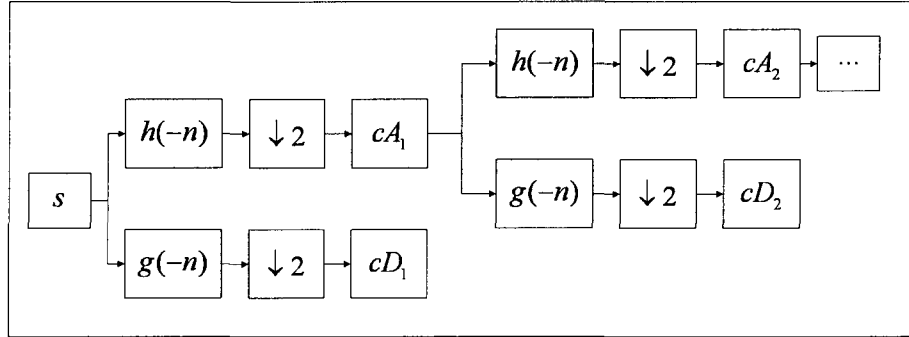 h(−n) ↓2 cA₂ ...
h(−n) ↓2 cA₁
g(−n) ↓2 cD₂
s
g(−n) ↓2 cD₁